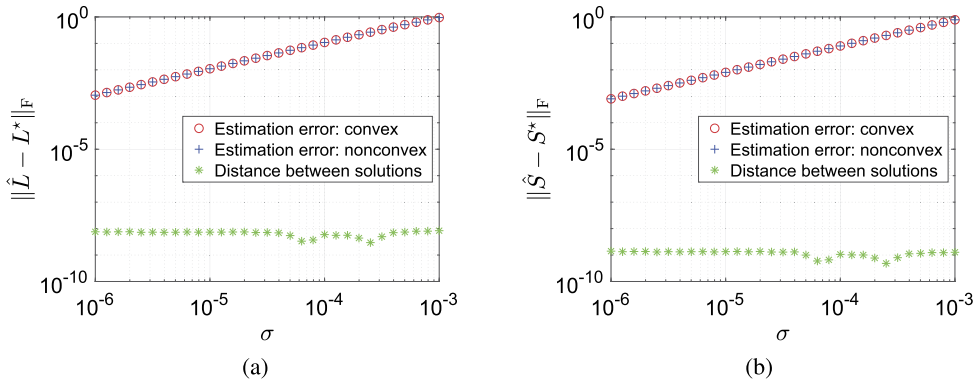 10^0
10^-5
10^-10
‖L̂ − L⋆‖_F
Estimation error: convex
Estimation error: nonconvex
Distance between solutions
10^-6
10^-5
10^-4
10^-3
σ
(a)
10^0
10^-5
10^-10
‖Ŝ − S⋆‖_F
Estimation error: convex
Estimation error: nonconvex
Distance between solutions
10^-6
10^-5
10^-4
10^-3
σ
(b)